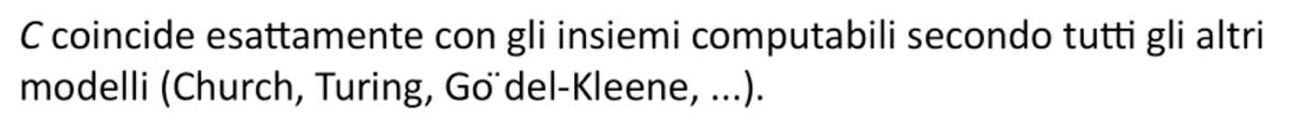 C coincide esattamente con gli insiemi computabili secondo tutti gli altri
modelli (Church, Turing, Gödel-Kleene, ...).